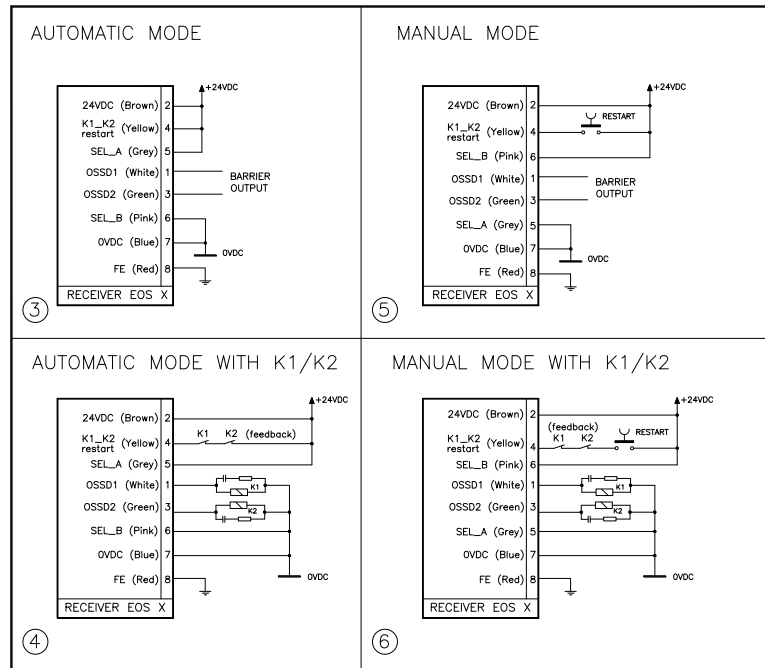 AUTOMATIC MODE
+24VDC
24VDC (Brown) 2
K1_K2
restart (Yellow) 4
SEL_A (Grey) 5
OSSD1 (White) 1
BARRIER
OUTPUT
OSSD2 (Green) 3
SEL_B (Pink) 6
0VDC (Blue) 7
0VDC
FE (Red) 8
RECEIVER EOS X
3
MANUAL MODE
+24VDC
24VDC (Brown) 2
RESTART
K1_K2
restart (Yellow) 4
SEL_B (Pink) 6
OSSD1 (White) 1
BARRIER
OUTPUT
OSSD2 (Green) 3
SEL_A (Grey) 5
0VDC (Blue) 7
0VDC
FE (Red) 8
RECEIVER EOS X
5
AUTOMATIC MODE WITH K1/K2
+24VDC
24VDC (Brown) 2
K1 K2 (feedback)
K1_K2
restart (Yellow) 4
SEL_A (Grey) 5
OSSD1 (White) 1
K1
OSSD2 (Green) 3
K2
SEL_B (Pink) 6
0VDC (Blue) 7
FE (Red) 8
0VDC
RECEIVER EOS X
4
MANUAL MODE WITH K1/K2
+24VDC
24VDC (Brown) 2
(feedback)
K1 K2
RESTART
K1_K2
restart (Yellow) 4
SEL_B (Pink) 6
OSSD1 (White) 1
K1
OSSD2 (Green) 3
K2
SEL_A (Grey) 5
0VDC (Blue) 7
FE (Red) 8
0VDC
RECEIVER EOS X
6